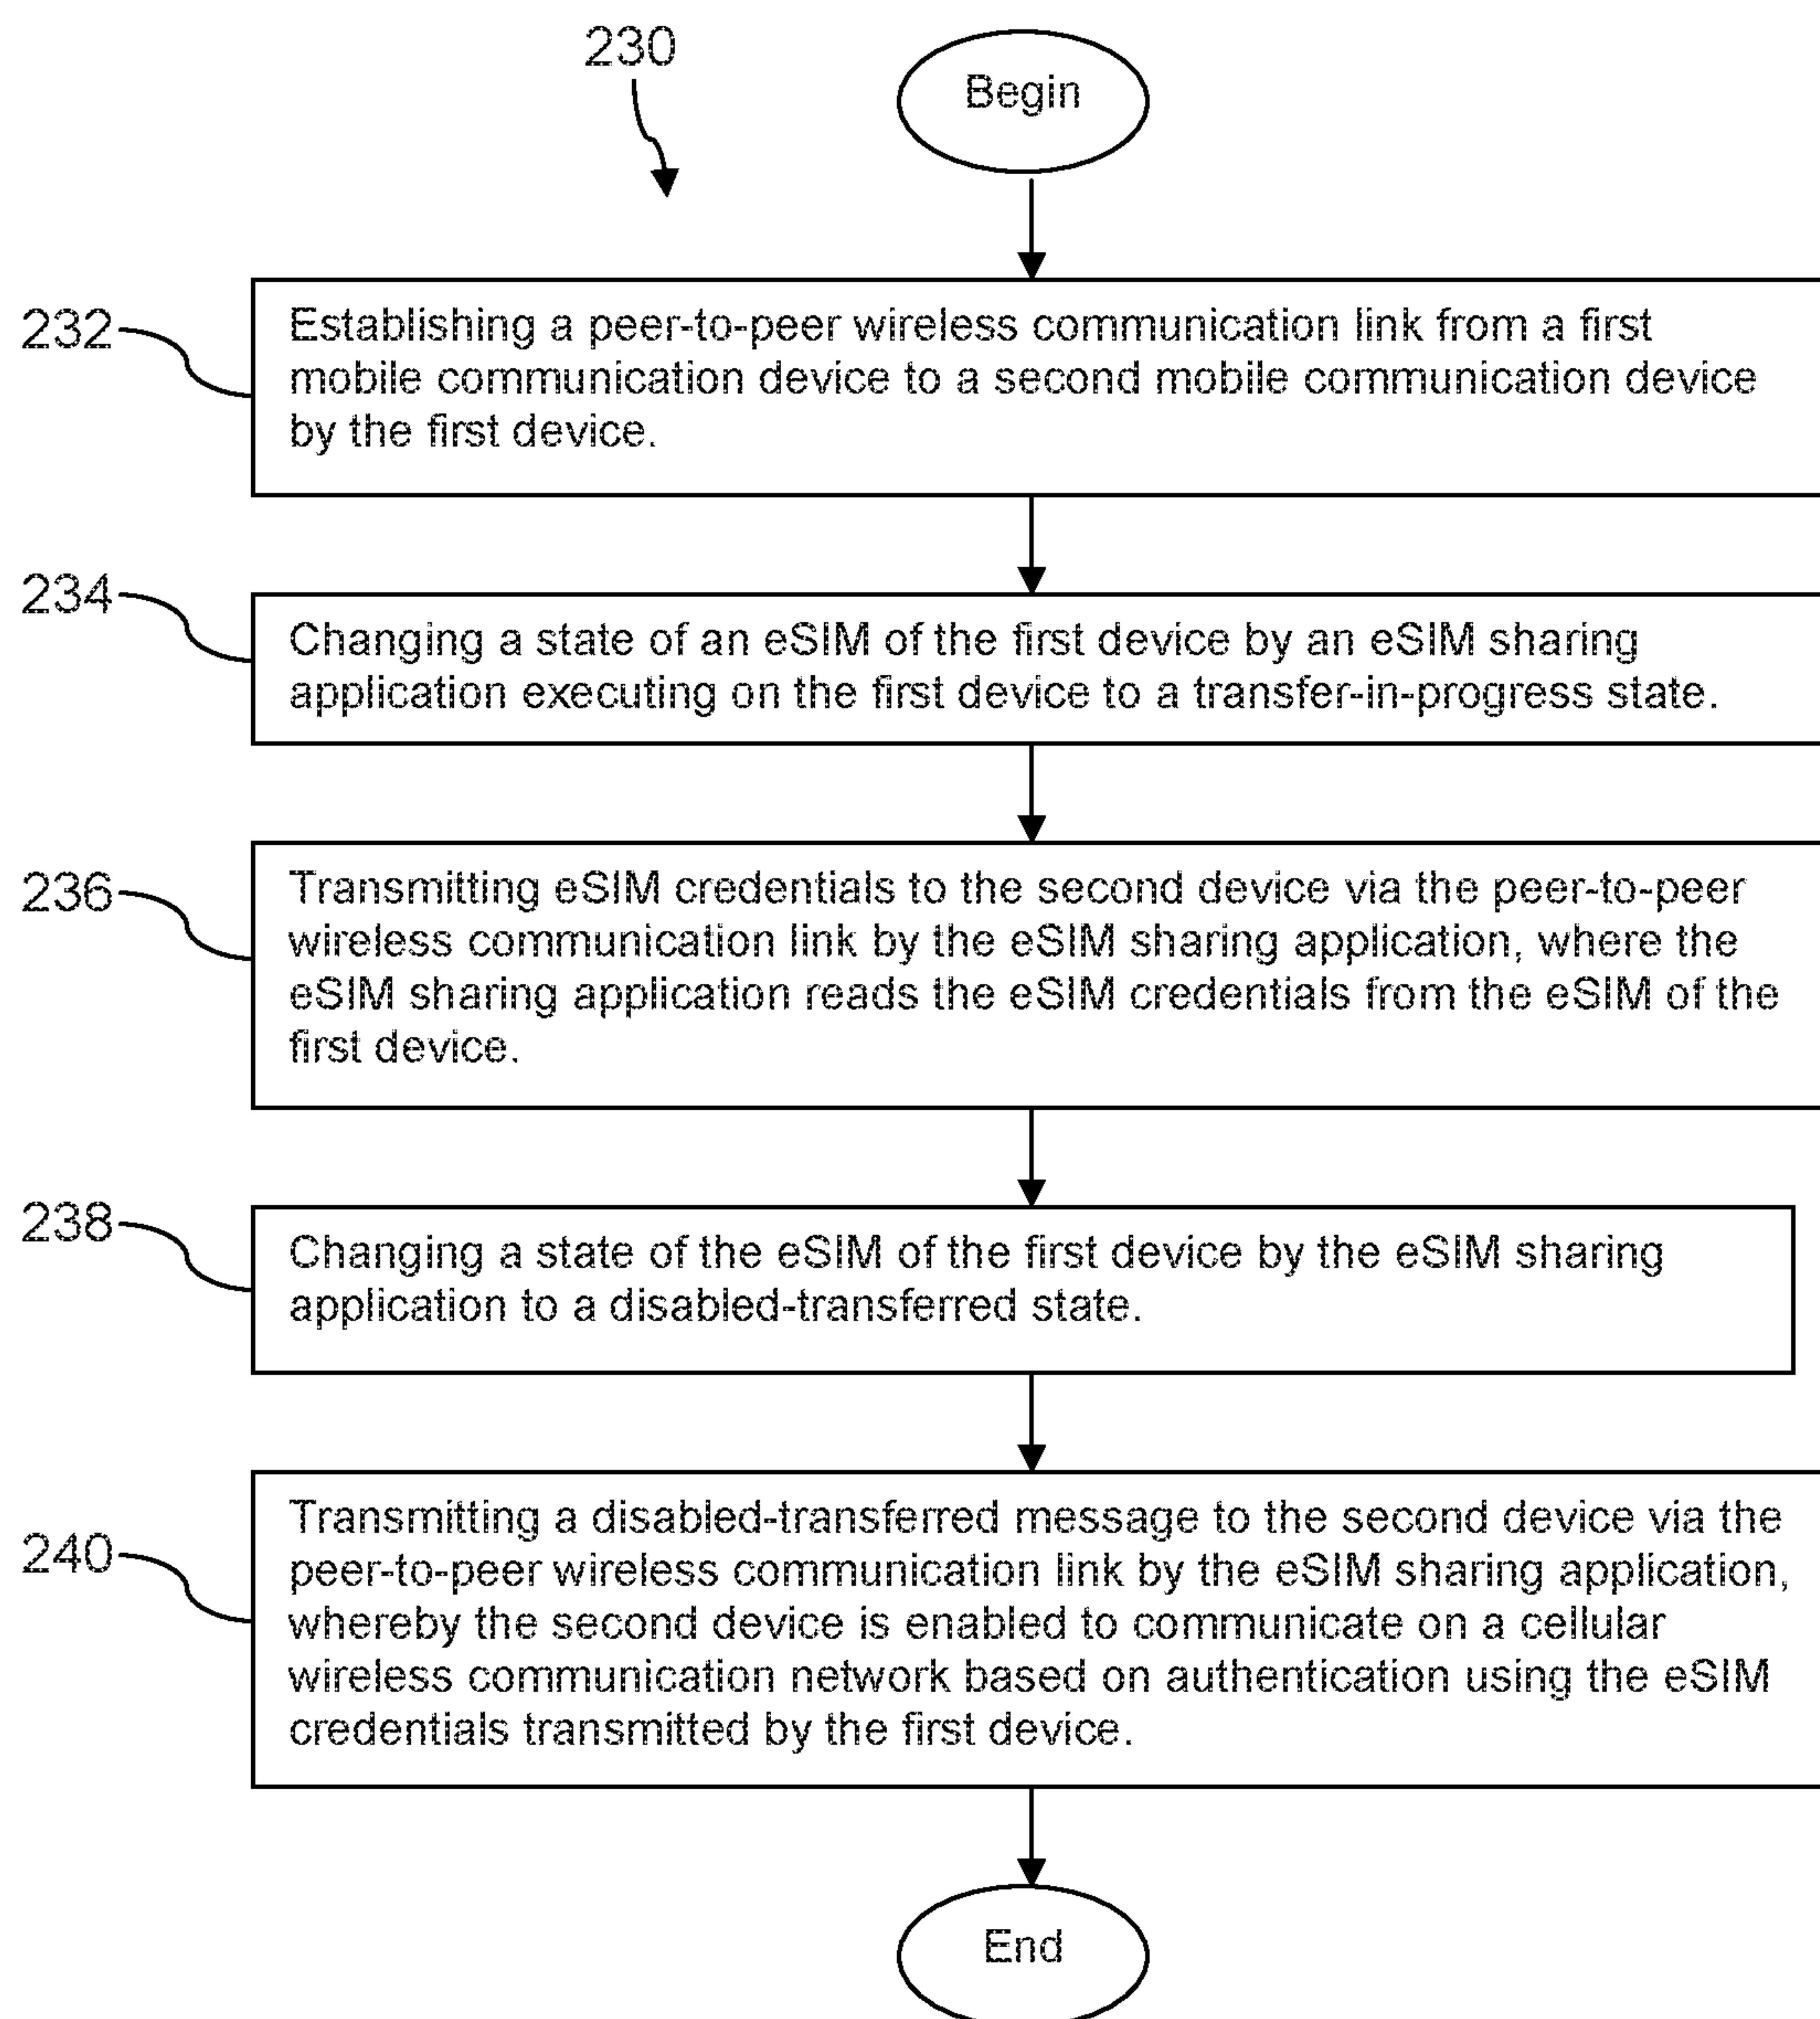 230
Begin
232
Establishing a peer-to-peer wireless communication link from a first
mobile communication device to a second mobile communication device
by the first device.
234
Changing a state of an eSIM of the first device by an eSIM sharing
application executing on the first device to a transfer-in-progress state.
236
Transmitting eSIM credentials to the second device via the peer-to-peer
wireless communication link by the eSIM sharing application, where the
eSIM sharing application reads the eSIM credentials from the eSIM of the
first device.
238
Changing a state of the eSIM of the first device by the eSIM sharing
application to a disabled-transferred state.
240
Transmitting a disabled-transferred message to the second device via the
peer-to-peer wireless communication link by the eSIM sharing application,
whereby the second device is enabled to communicate on a cellular
wireless communication network based on authentication using the eSIM
credentials transmitted by the first device.
End